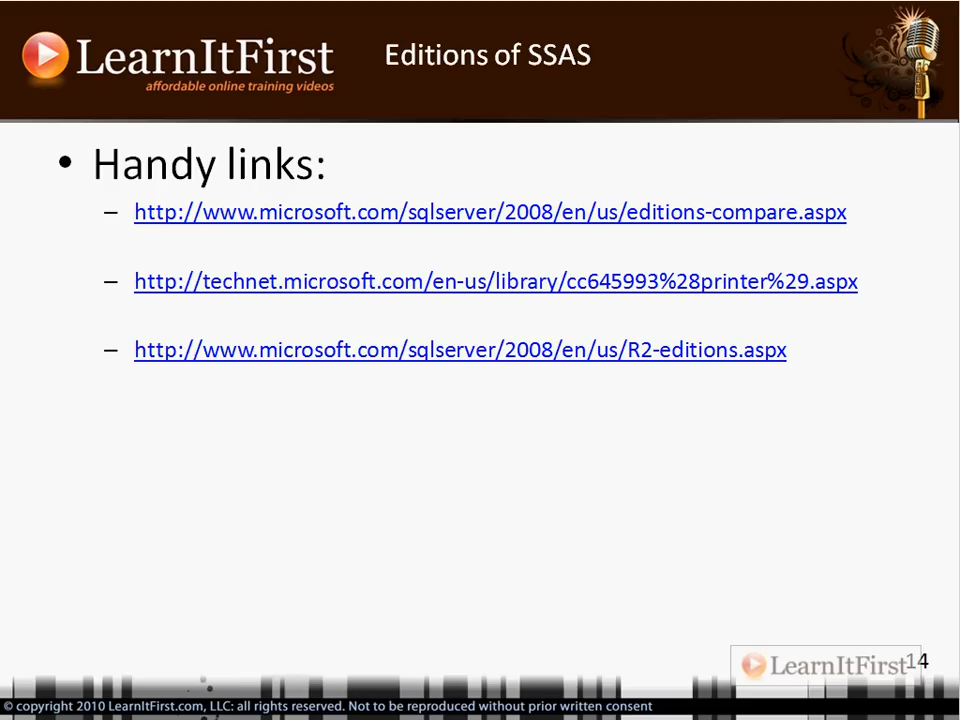 LearnItFirst
affordable online training videos
Editions of SSAS
• Handy links:
– http://www.microsoft.com/sqlserver/2008/en/us/editions-compare.aspx
– http://technet.microsoft.com/en-us/library/cc645993%28printer%29.aspx
– http://www.microsoft.com/sqlserver/2008/en/us/R2-editions.aspx
LearnItFirst
14
© copyright 2010 LearnItFirst.com, LLC: all rights reserved. Not to be reproduced without prior written consent